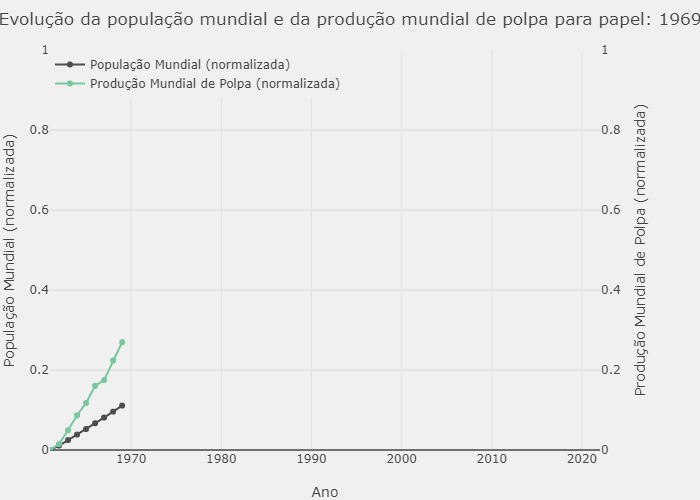 Evolução da população mundial e da produção mundial de polpa para papel: 1969
População Mundial (normalizada)
Produção Mundial de Polpa (normalizada)
1
0.8
0.6
0.4
0.2
0
População Mundial (normalizada)
1
0.8
0.6
0.4
0.2
0
Produção Mundial de Polpa (normalizada)
1970 1980 1990 2000 2010 2020
Ano